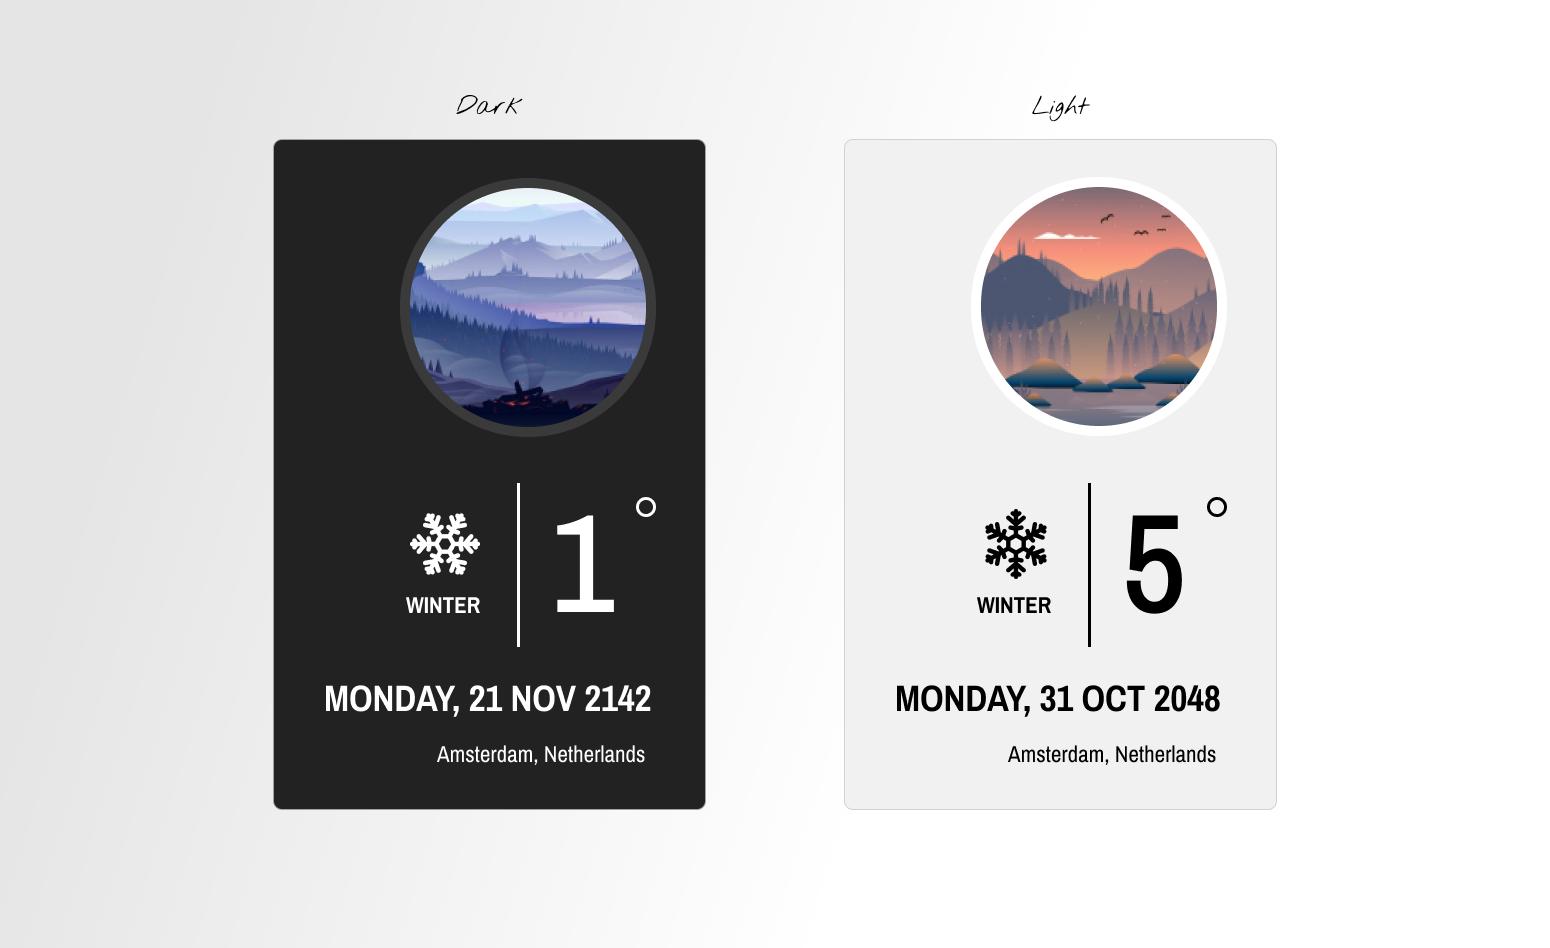 Dark
1°
WINTER
MONDAY, 21 NOV 2142
Amsterdam, Netherlands
Light
5°
WINTER
MONDAY, 31 OCT 2048
Amsterdam, Netherlands